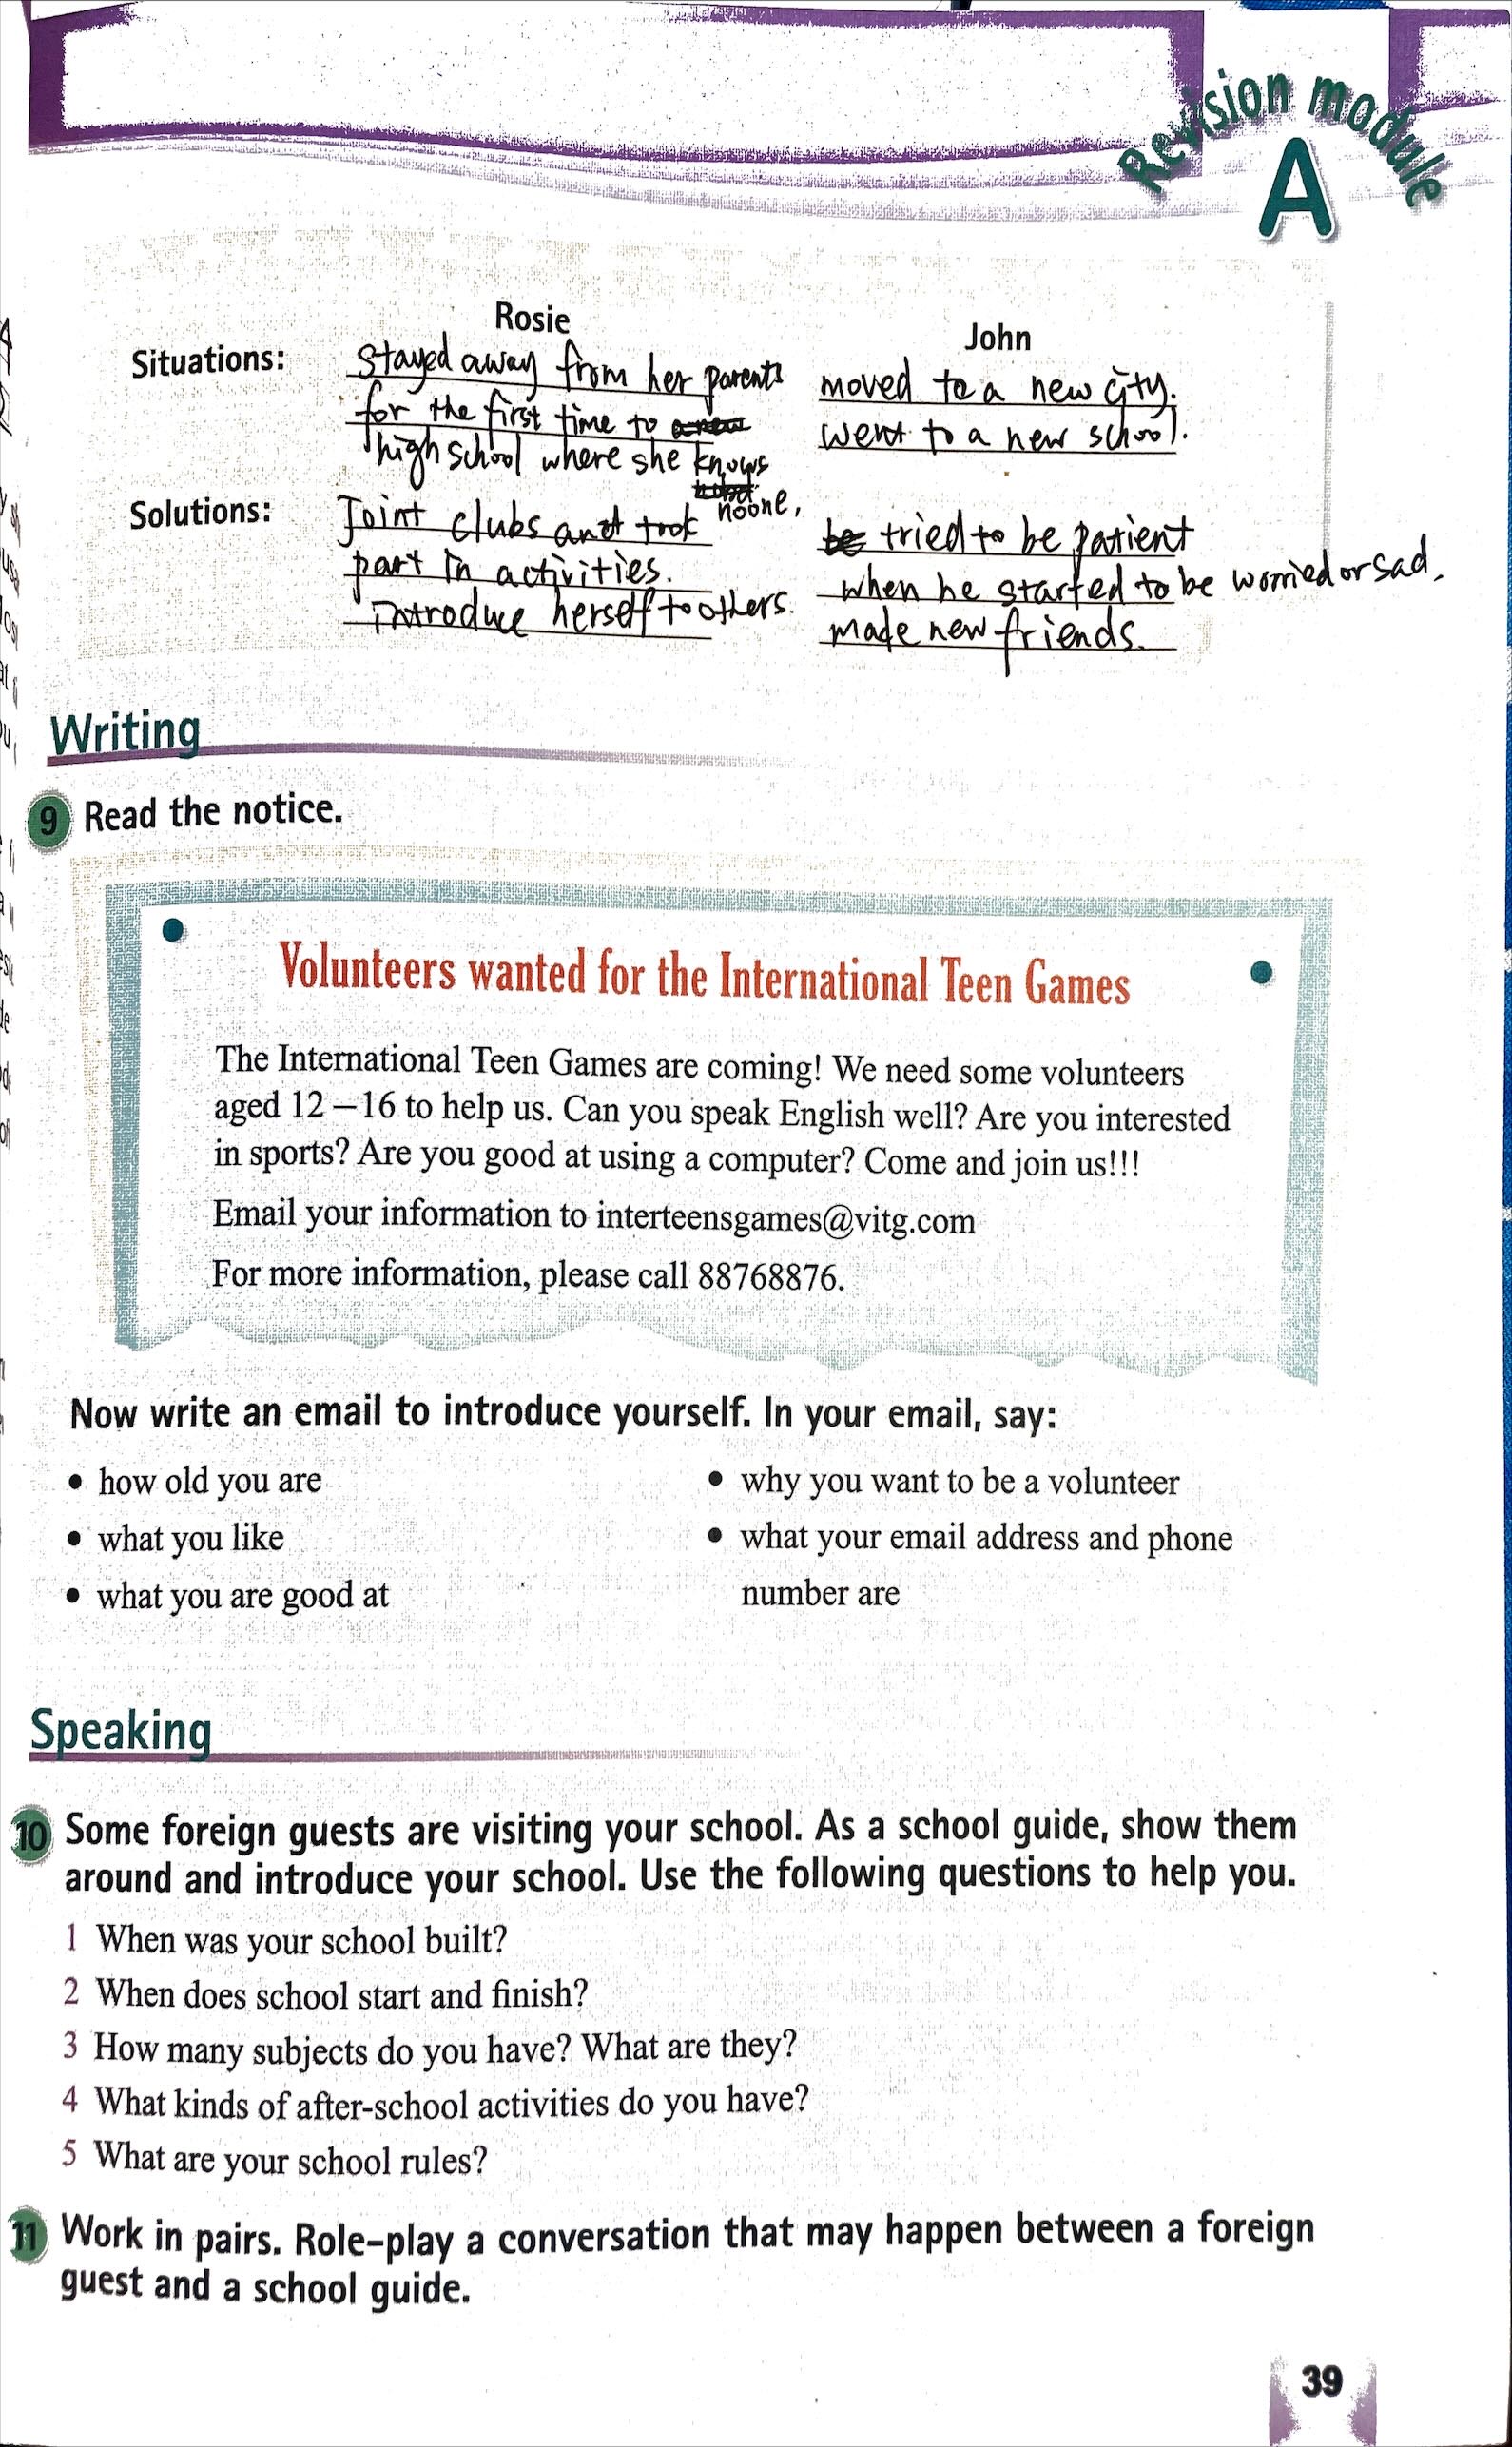 Revision module
A
Rosie
John
Situations:
Stayed away from her parents
for the first time to
high school where she knows
noone,
moved to a new city.
went to a new school.
Solutions:
Joint clubs and took
part in activities.
introduce herself to others.
tried to be patient
when he started to be worried or sad.
made new friends.
Writing
9 Read the notice.
Volunteers wanted for the International Teen Games
The International Teen Games are coming! We need some volunteers
aged 12 – 16 to help us. Can you speak English well? Are you interested
in sports? Are you good at using a computer? Come and join us!!!
Email your information to interteensgames@vitg.com
For more information, please call 88768876.
Now write an email to introduce yourself. In your email, say:
• how old you are
• what you like
• what you are good at
• why you want to be a volunteer
• what your email address and phone
number are
Speaking
10 Some foreign guests are visiting your school. As a school guide, show them
around and introduce your school. Use the following questions to help you.
1 When was your school built?
2 When does school start and finish?
3 How many subjects do you have? What are they?
4 What kinds of after-school activities do you have?
5 What are your school rules?
11 Work in pairs. Role-play a conversation that may happen between a foreign
guest and a school guide.
39